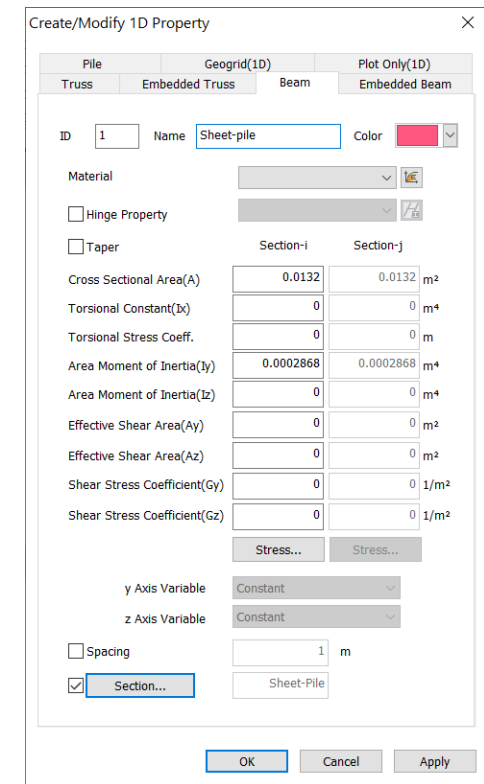 Create/Modify 1D Property
Pile Geogrid(1D) Plot Only(1D)
Truss Embedded Truss Beam Embedded Beam
ID 1 Name Sheet-pile Color
Material
Hinge Property
Taper Section-i Section-j
Cross Sectional Area(A) 0.0132 0.0132 m²
Torsional Constant(Ix) 0 0 m⁴
Torsional Stress Coeff. 0 0 m
Area Moment of Inertia(Iy) 0.0002868 0.0002868 m⁴
Area Moment of Inertia(Iz) 0 0 m⁴
Effective Shear Area(Ay) 0 0 m²
Effective Shear Area(Az) 0 0 m²
Shear Stress Coefficient(Gy) 0 0 1/m²
Shear Stress Coefficient(Gz) 0 0 1/m²
Stress... Stress...
y Axis Variable Constant
z Axis Variable Constant
Spacing 1 m
Section... Sheet-Pile
OK Cancel Apply